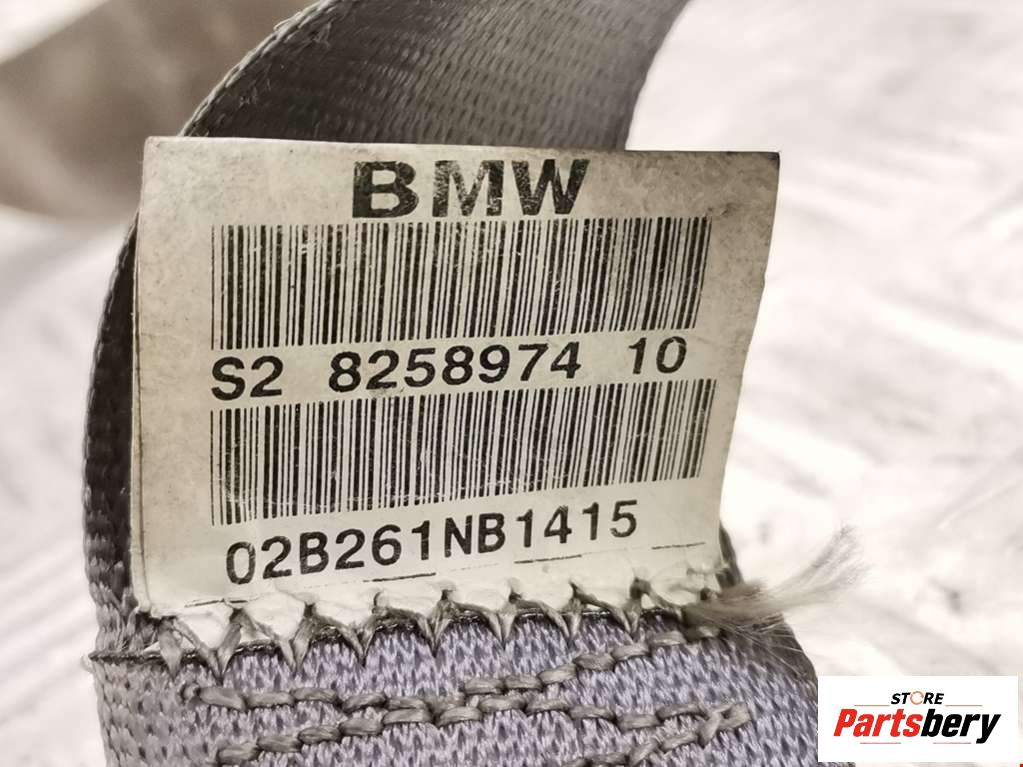 BMW
S2 8258974 10
02B261NB1415
STORE
Partsbery